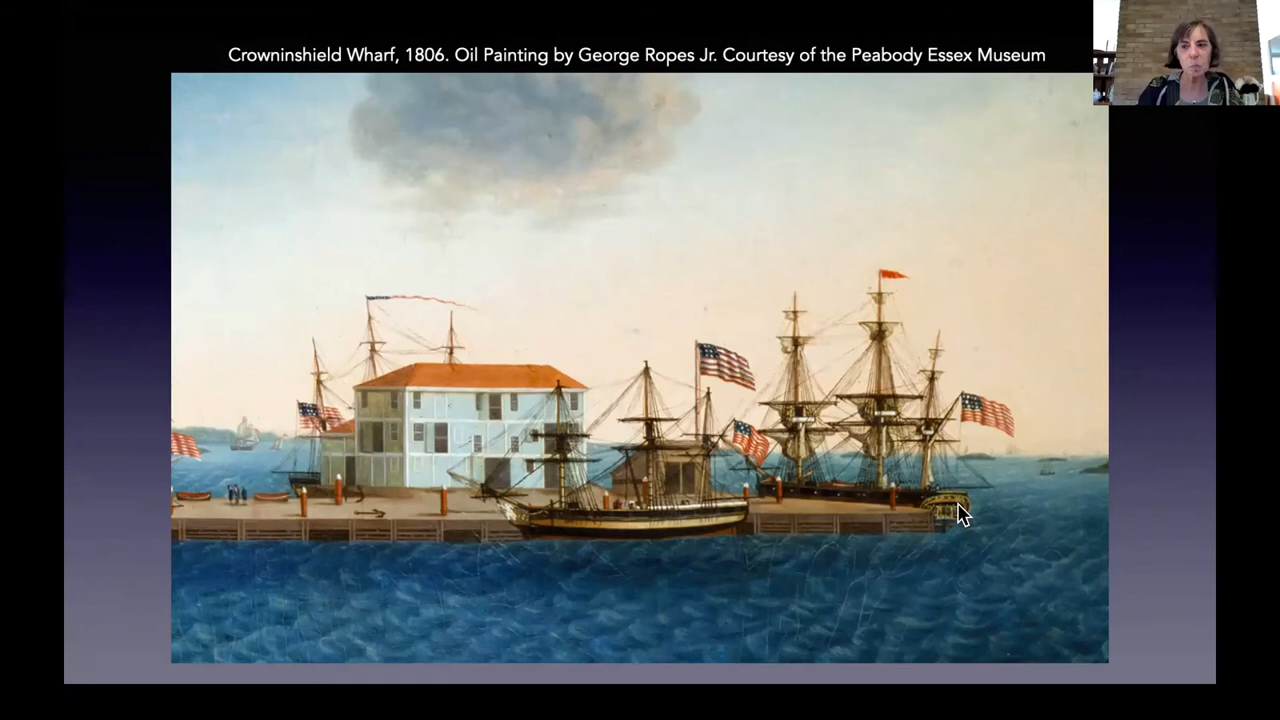 Crowninshield Wharf, 1806. Oil Painting by George Ropes Jr. Courtesy of the Peabody Essex Museum